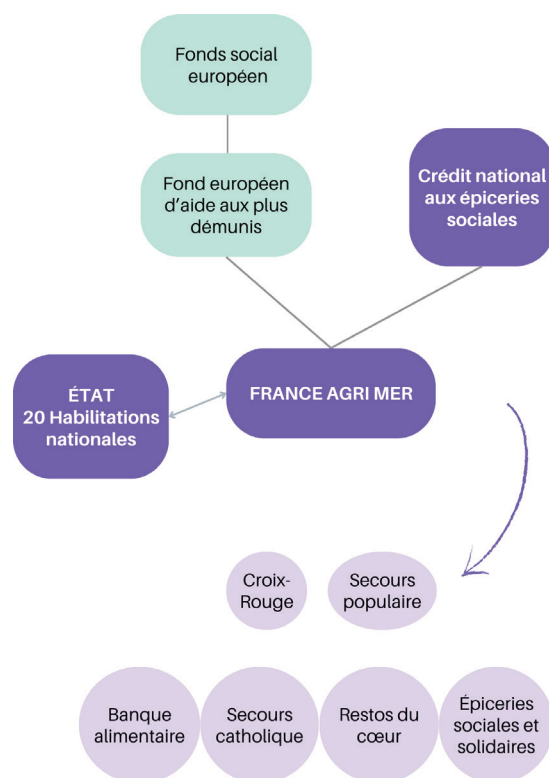 Fonds social
européen
Fond européen
d'aide aux plus
démunis
Crédit national
aux épiceries
sociales
ÉTAT
20 Habilitations
nationales
FRANCE AGRI MER
Croix-
Rouge
Secours
populaire
Banque
alimentaire
Secours
catholique
Restos du
cœur
Épiceries
sociales et
solidaires